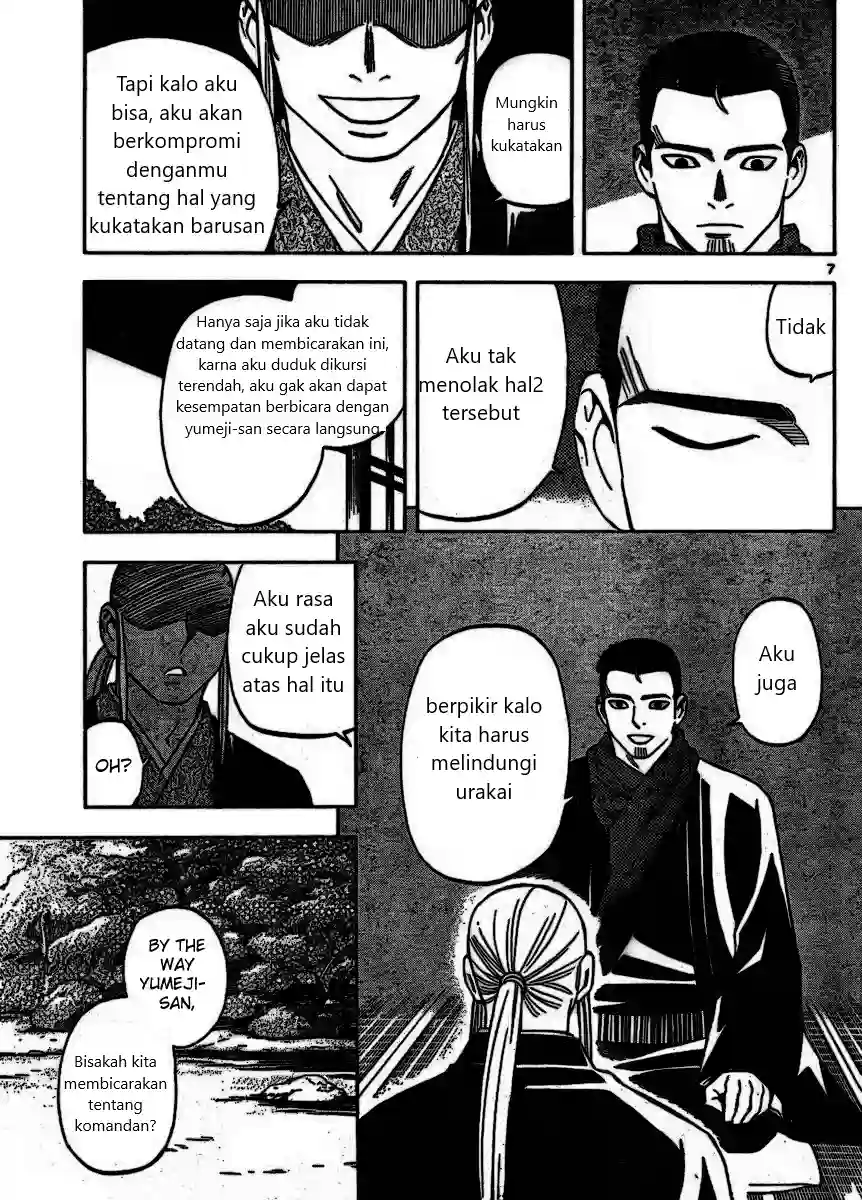 Mungkin
harus
kukatakan
Tapi kalo aku
bisa, aku akan
berkompromi
denganmu
tentang hal yang
kukatakan barusan
7
Tidak
Aku tak
menolak hal2
tersebut
Hanya saja jika aku tidak
datang dan membicarakan ini,
karna aku duduk dikursi
terendah, aku gak akan dapat
kesempatan berbicara dengan
yumeji-san secara langsung
Aku
juga
berpikir kalo
kita harus
melindungi
urakai
Aku rasa
aku sudah
cukup jelas
atas hal itu
OH?
BY THE
WAY
YUMEJI-
SAN,
Bisakah kita
membicarakan
tentang
komandan?